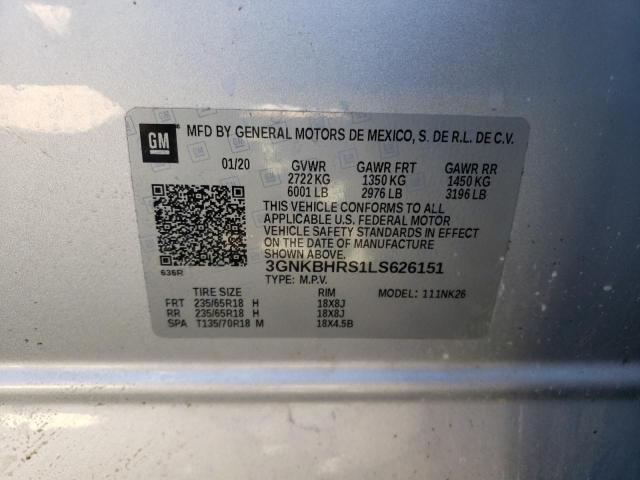 GM
MFD BY GENERAL MOTORS DE MEXICO, S. DE R.L. DE C.V.
01/20 GVWR GAWR FRT GAWR RR
2722 KG 1350 KG 1450 KG
6001 LB 2976 LB 3196 LB
THIS VEHICLE CONFORMS TO ALL
APPLICABLE U.S. FEDERAL MOTOR
VEHICLE SAFETY STANDARDS IN EFFECT
ON THE DATE OF MANUFACTURE
SHOWN ABOVE.
3GNKBHRS1LS626151
636R
TYPE: M.P.V.
TIRE SIZE RIM MODEL: 111NK26
FRT 235/65R18 H 18X8J
RR 235/65R18 H 18X8J
SPA T135/70R18 M 18X4.5B